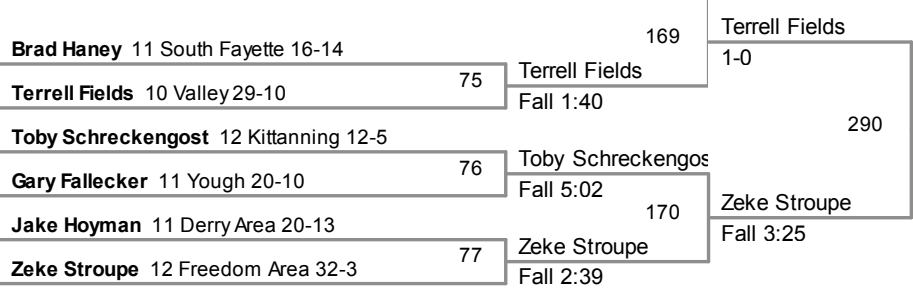 Brad Haney 11 South Fayette 16-14
Terrell Fields 10 Valley 29-10
Toby Schreckengost 12 Kittanning 12-5
Gary Fallecker 11 Yough 20-10
Jake Hoyman 11 Derry Area 20-13
Zeke Stroupe 12 Freedom Area 32-3
75
76
77
Terrell Fields
Fall 1:40
Toby Schreckengos
Fall 5:02
Zeke Stroupe
Fall 2:39
169
170
Terrell Fields
1-0
Zeke Stroupe
Fall 3:25
290